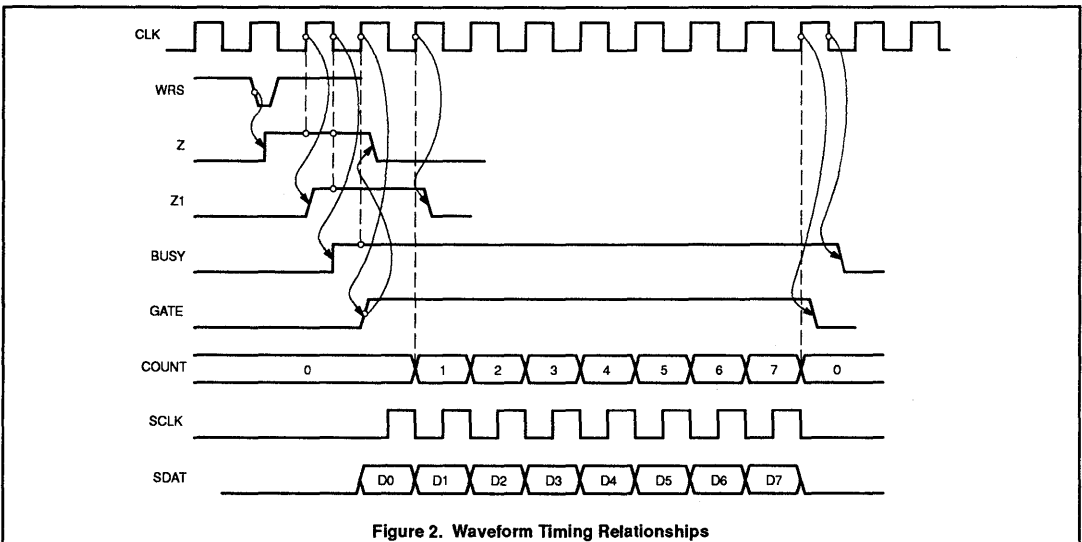 CLK
WRS
Z
Z1
BUSY
GATE
COUNT 0 1 2 3 4 5 6 7 0
SCLK
SDAT D0 D1 D2 D3 D4 D5 D6 D7
Figure 2. Waveform Timing Relationships